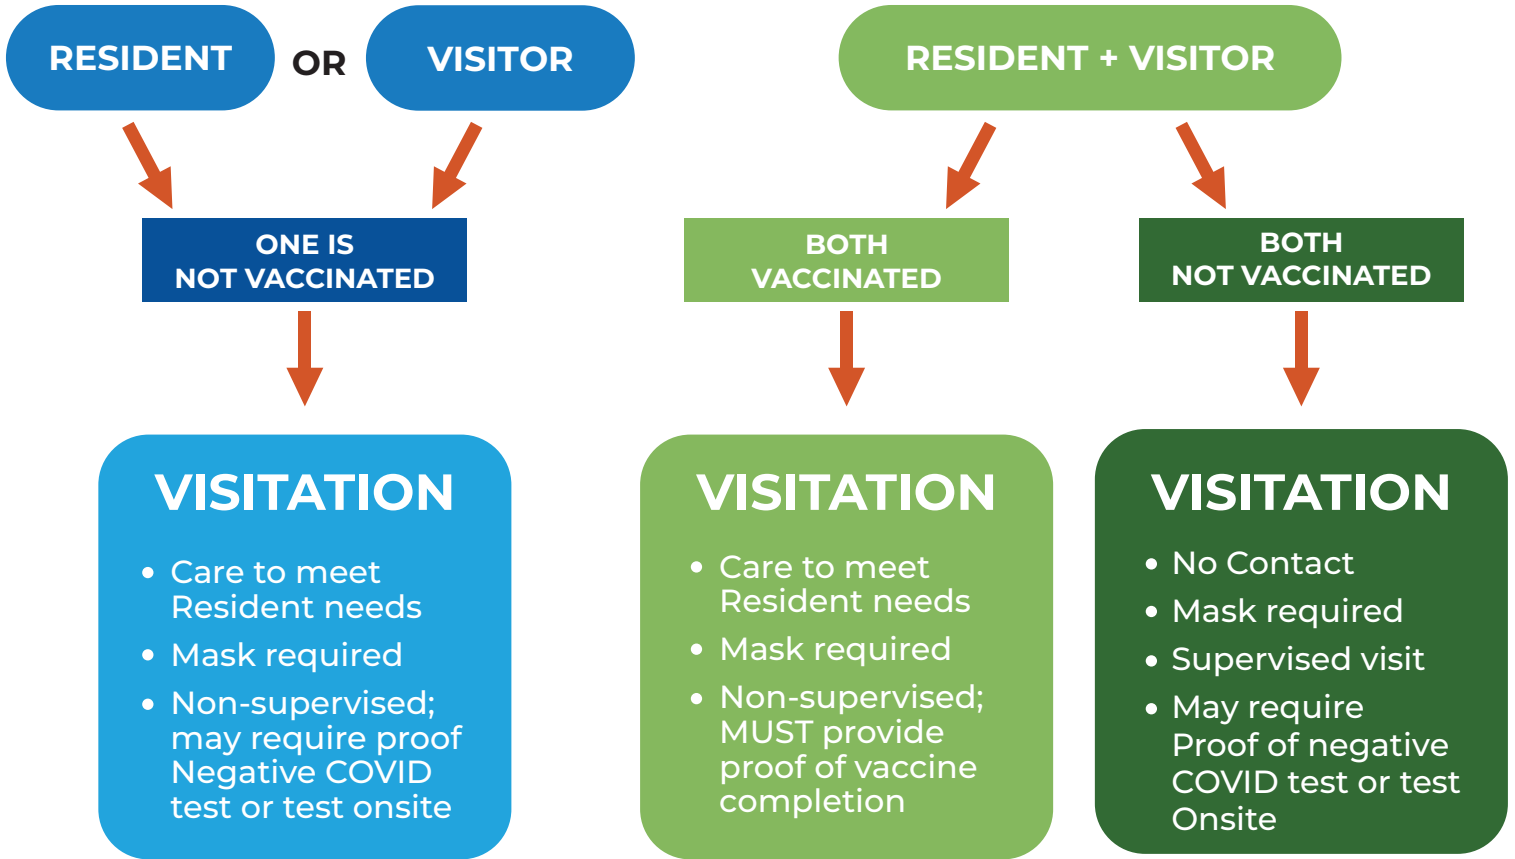 RESIDENT
OR
VISITOR
RESIDENT + VISITOR
ONE IS
NOT VACCINATED
BOTH
VACCINATED
BOTH
NOT VACCINATED
VISITATION
• Care to meet
Resident needs
• Mask required
• Non-supervised;
may require proof
Negative COVID
test or test onsite
VISITATION
• Care to meet
Resident needs
• Mask required
• Non-supervised;
MUST provide
proof of vaccine
completion
VISITATION
• No Contact
• Mask required
• Supervised visit
• May require
Proof of negative
COVID test or test
Onsite